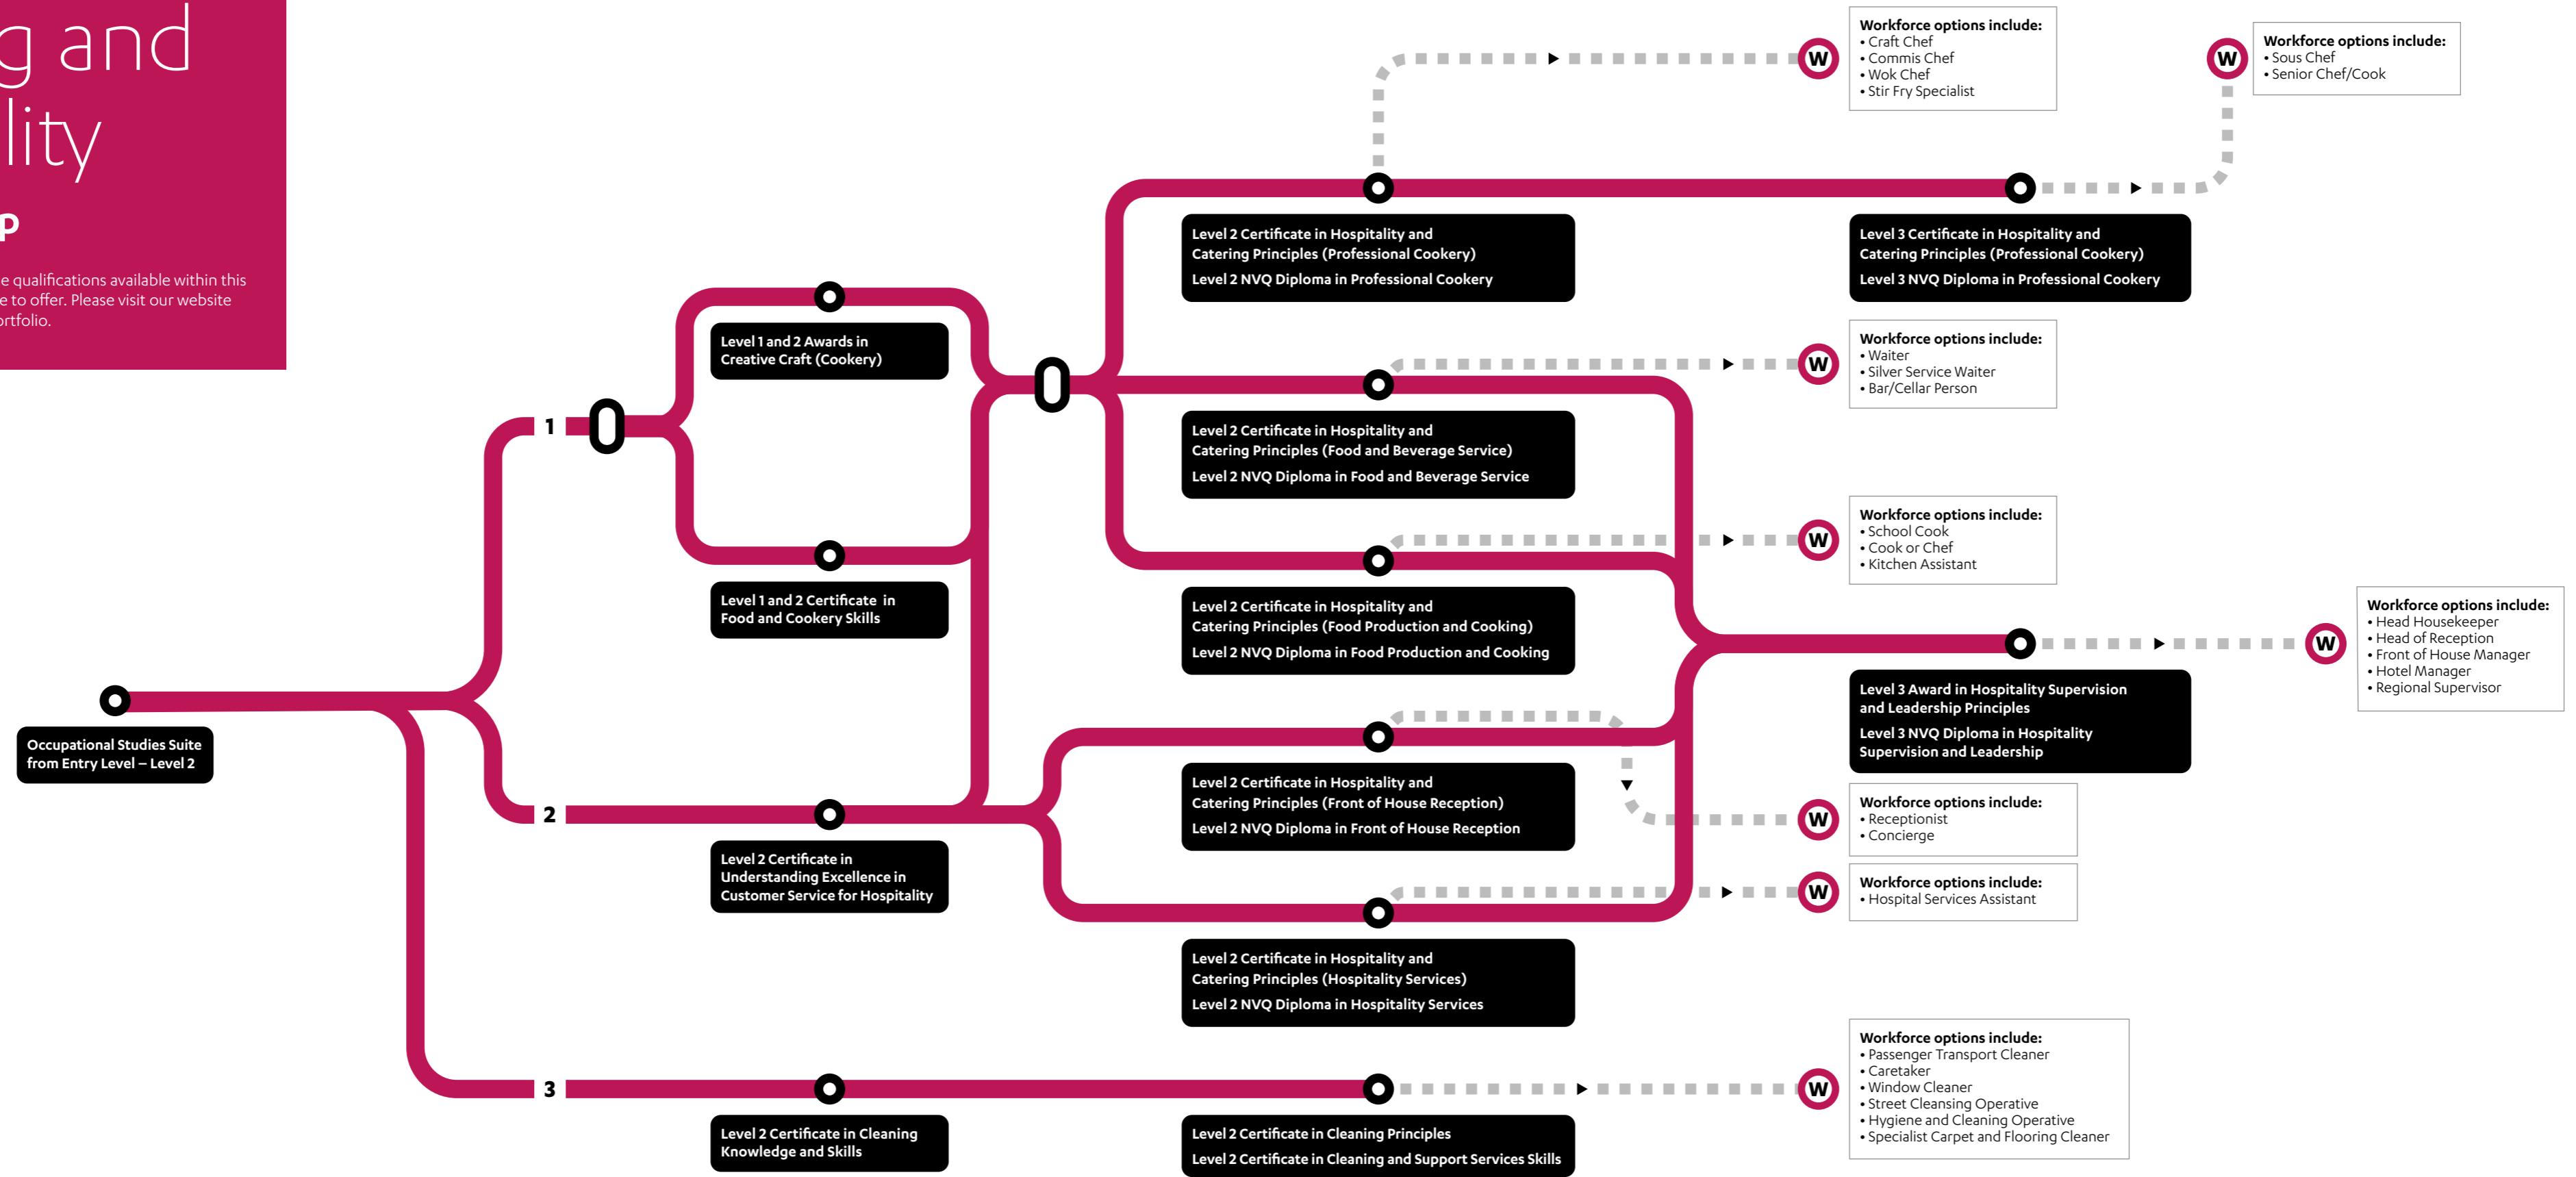 g and
lity
p
e qualifications available within this
e to offer. Please visit our website
ortfolio.
Occupational Studies Suite
from Entry Level – Level 2
1
2
3
Level 1 and 2 Awards in
Creative Craft (Cookery)
Level 1 and 2 Certificate in
Food and Cookery Skills
Level 2 Certificate in
Understanding Excellence in
Customer Service for Hospitality
Level 2 Certificate in Cleaning
Knowledge and Skills
Level 2 Certificate in Hospitality and
Catering Principles (Professional Cookery)
Level 2 NVQ Diploma in Professional Cookery
Level 2 Certificate in Hospitality and
Catering Principles (Food and Beverage Service)
Level 2 NVQ Diploma in Food and Beverage Service
Level 2 Certificate in Hospitality and
Catering Principles (Food Production and Cooking)
Level 2 NVQ Diploma in Food Production and Cooking
Level 2 Certificate in Hospitality and
Catering Principles (Front of House Reception)
Level 2 NVQ Diploma in Front of House Reception
Level 2 Certificate in Hospitality and
Catering Principles (Hospitality Services)
Level 2 NVQ Diploma in Hospitality Services
Level 2 Certificate in Cleaning Principles
Level 2 Certificate in Cleaning and Support Services Skills
W
Workforce options include:
• Craft Chef
• Commis Chef
• Wok Chef
• Stir Fry Specialist
Level 3 Certificate in Hospitality and
Catering Principles (Professional Cookery)
Level 3 NVQ Diploma in Professional Cookery
W
Workforce options include:
• Sous Chef
• Senior Chef/Cook
W
Workforce options include:
• Waiter
• Silver Service Waiter
• Bar/Cellar Person
W
Workforce options include:
• School Cook
• Cook or Chef
• Kitchen Assistant
Level 3 Award in Hospitality Supervision
and Leadership Principles
Level 3 NVQ Diploma in Hospitality
Supervision and Leadership
W
Workforce options include:
• Head Housekeeper
• Head of Reception
• Front of House Manager
• Hotel Manager
• Regional Supervisor
W
Workforce options include:
• Receptionist
• Concierge
W
Workforce options include:
• Hospital Services Assistant
W
Workforce options include:
• Passenger Transport Cleaner
• Caretaker
• Window Cleaner
• Street Cleansing Operative
• Hygiene and Cleaning Operative
• Specialist Carpet and Flooring Cleaner